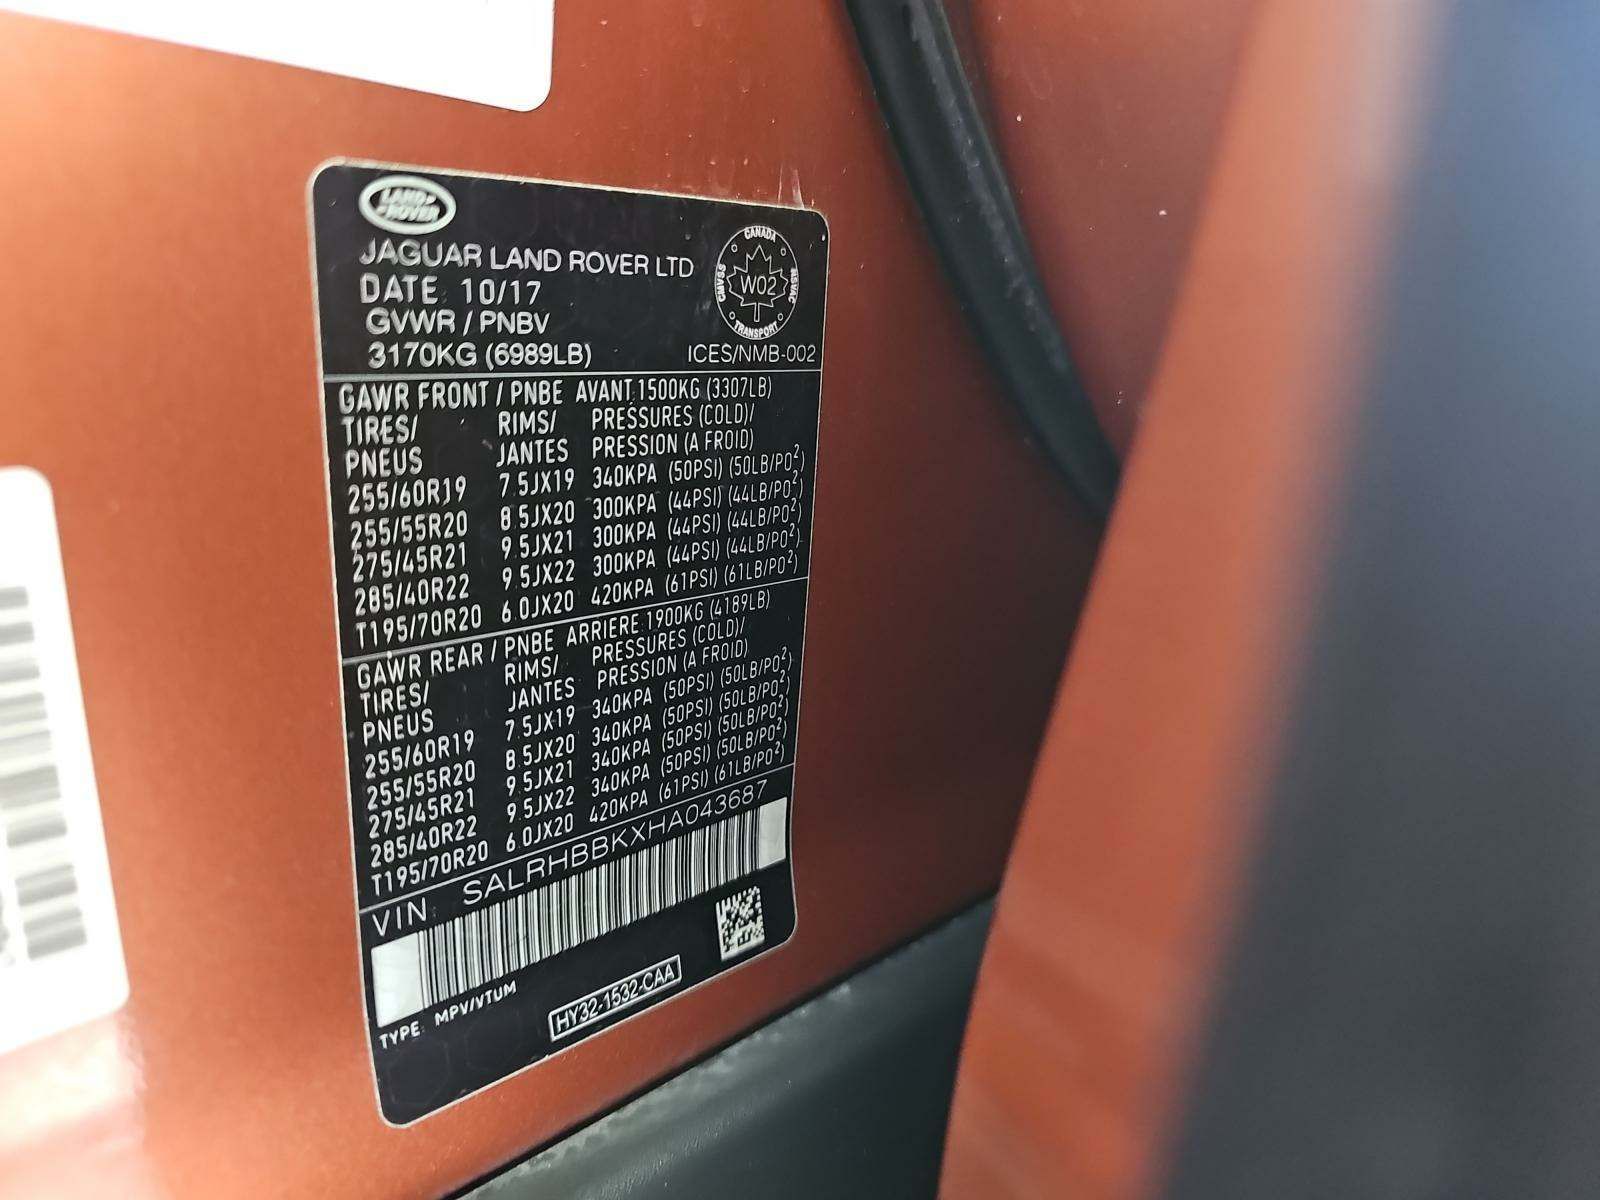 LAND ROVER
JAGUAR LAND ROVER LTD
DATE: 10/17
GVWR / PNBV
3170KG (6989LB)
CANADA
CMVSS
W02
NSVAC
TRANSPORT
ICES/NMB-002
GAWR FRONT / PNBE AVANT 1500KG (3307LB)
TIRES/ RIMS/ PRESSURES (COLD)/
PNEUS JANTES PRESSION (A FROID)
255/60R19 7.5JX19 340KPA (50PSI) (50LB/PO²)
255/55R20 8.5JX20 300KPA (44PSI) (44LB/PO²)
275/45R21 9.5JX21 300KPA (44PSI) (44LB/PO²)
285/40R22 9.5JX22 300KPA (44PSI) (44LB/PO²)
T195/70R20 6.0JX20 420KPA (61PSI) (61LB/PO²)
GAWR REAR / PNBE ARRIERE 1900KG (4189LB)
TIRES/ RIMS/ PRESSURES (COLD)/
PNEUS JANTES PRESSION (A FROID)
255/60R19 7.5JX19 340KPA (50PSI) (50LB/PO²)
255/55R20 8.5JX20 340KPA (50PSI) (50LB/PO²)
275/45R21 9.5JX21 340KPA (50PSI) (50LB/PO²)
285/40R22 9.5JX22 340KPA (50PSI) (50LB/PO²)
T195/70R20 6.0JX20 420KPA (61PSI) (61LB/PO²)
VIN: SALRHBBKXHA043687
TYPE: MPV/VTUM
HY32-1532-CAA